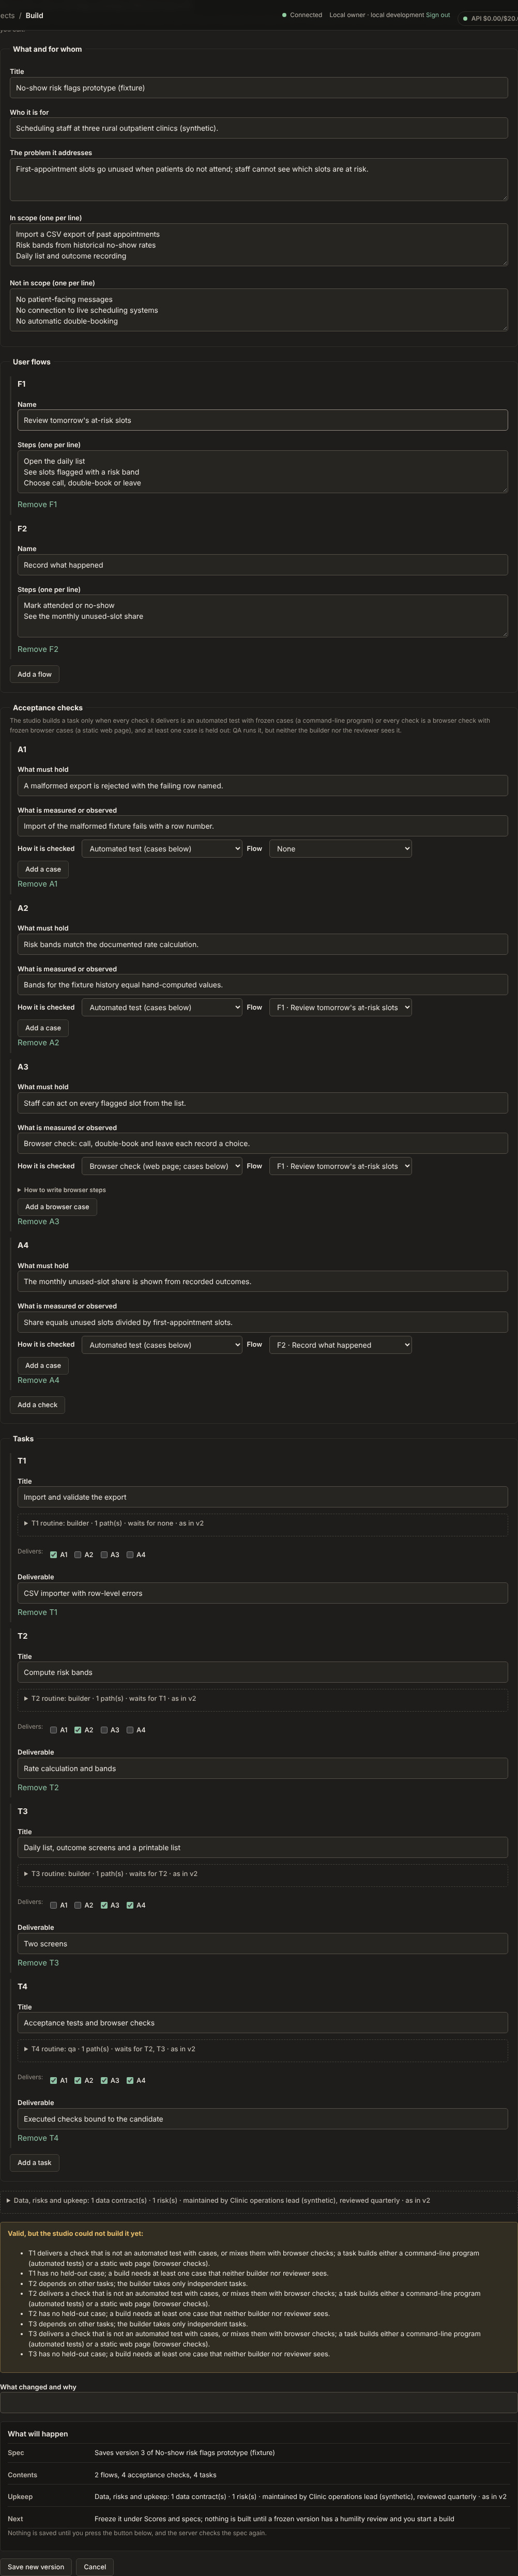 ects / Build
Connected Local owner · local development Sign out
API $0.00/$20.
What and for whom
Title
No-show risk flags prototype (fixture)
Who it is for
Scheduling staff at three rural outpatient clinics (synthetic).
The problem it addresses
First-appointment slots go unused when patients do not attend; staff cannot see which slots are at risk.
In scope (one per line)
Import a CSV export of past appointments
Risk bands from historical no-show rates
Daily list and outcome recording
Not in scope (one per line)
No patient-facing messages
No connection to live scheduling systems
No automatic double-booking
User flows
F1
Name
Review tomorrow's at-risk slots
Steps (one per line)
Open the daily list
See slots flagged with a risk band
Choose call, double-book or leave
Remove F1
F2
Name
Record what happened
Steps (one per line)
Mark attended or no-show
See the monthly unused-slot share
Remove F2
Add a flow
Acceptance checks
The studio builds a task only when every check it delivers is an automated test with frozen cases (a command-line program) or every check is a browser check with
frozen browser cases (a static web page), and at least one case is held out: QA runs it, but neither the builder nor the reviewer sees it.
A1
What must hold
A malformed export is rejected with the failing row named.
What is measured or observed
Import of the malformed fixture fails with a row number.
How it is checked Automated test (cases below) Flow None
Add a case
Remove A1
A2
What must hold
Risk bands match the documented rate calculation.
What is measured or observed
Bands for the fixture history equal hand-computed values.
How it is checked Automated test (cases below) Flow F1 · Review tomorrow's at-risk slots
Add a case
Remove A2
A3
What must hold
Staff can act on every flagged slot from the list.
What is measured or observed
Browser check: call, double-book and leave each record a choice.
How it is checked Browser check (web page; cases below) Flow F1 · Review tomorrow's at-risk slots
How to write browser steps
Add a browser case
Remove A3
A4
What must hold
The monthly unused-slot share is shown from recorded outcomes.
What is measured or observed
Share equals unused slots divided by first-appointment slots.
How it is checked Automated test (cases below) Flow F2 · Record what happened
Add a case
Remove A4
Add a check
Tasks
T1
Title
Import and validate the export
T1 routine: builder · 1 path(s) · waits for none · as in v2
Delivers: A1 A2 A3 A4
Deliverable
CSV importer with row-level errors
Remove T1
T2
Title
Compute risk bands
T2 routine: builder · 1 path(s) · waits for T1 · as in v2
Delivers: A1 A2 A3 A4
Deliverable
Rate calculation and bands
Remove T2
T3
Title
Daily list, outcome screens and a printable list
T3 routine: builder · 1 path(s) · waits for T2 · as in v2
Delivers: A1 A2 A3 A4
Deliverable
Two screens
Remove T3
T4
Title
Acceptance tests and browser checks
T4 routine: qa · 1 path(s) · waits for T2, T3 · as in v2
Delivers: A1 A2 A3 A4
Deliverable
Executed checks bound to the candidate
Remove T4
Add a task
Data, risks and upkeep: 1 data contract(s) · 1 risk(s) · maintained by Clinic operations lead (synthetic), reviewed quarterly · as in v2
Valid, but the studio could not build it yet:
• T1 delivers a check that is not an automated test with cases, or mixes them with browser checks; a task builds either a command-line program
(automated tests) or a static web page (browser checks).
• T1 has no held-out case; a build needs at least one case that neither builder nor reviewer sees.
• T2 depends on other tasks; the builder takes only independent tasks.
• T2 delivers a check that is not an automated test with cases, or mixes them with browser checks; a task builds either a command-line program
(automated tests) or a static web page (browser checks).
• T2 has no held-out case; a build needs at least one case that neither builder nor reviewer sees.
• T3 depends on other tasks; the builder takes only independent tasks.
• T3 delivers a check that is not an automated test with cases, or mixes them with browser checks; a task builds either a command-line program
(automated tests) or a static web page (browser checks).
• T3 has no held-out case; a build needs at least one case that neither builder nor reviewer sees.
What changed and why
What will happen
Spec Saves version 3 of No-show risk flags prototype (fixture)
Contents 2 flows, 4 acceptance checks, 4 tasks
Upkeep Data, risks and upkeep: 1 data contract(s) · 1 risk(s) · maintained by Clinic operations lead (synthetic), reviewed quarterly · as in v2
Next Freeze it under Scores and specs; nothing is built until a frozen version has a humility review and you start a build
Nothing is saved until you press the button below, and the server checks the spec again.
Save new version Cancel